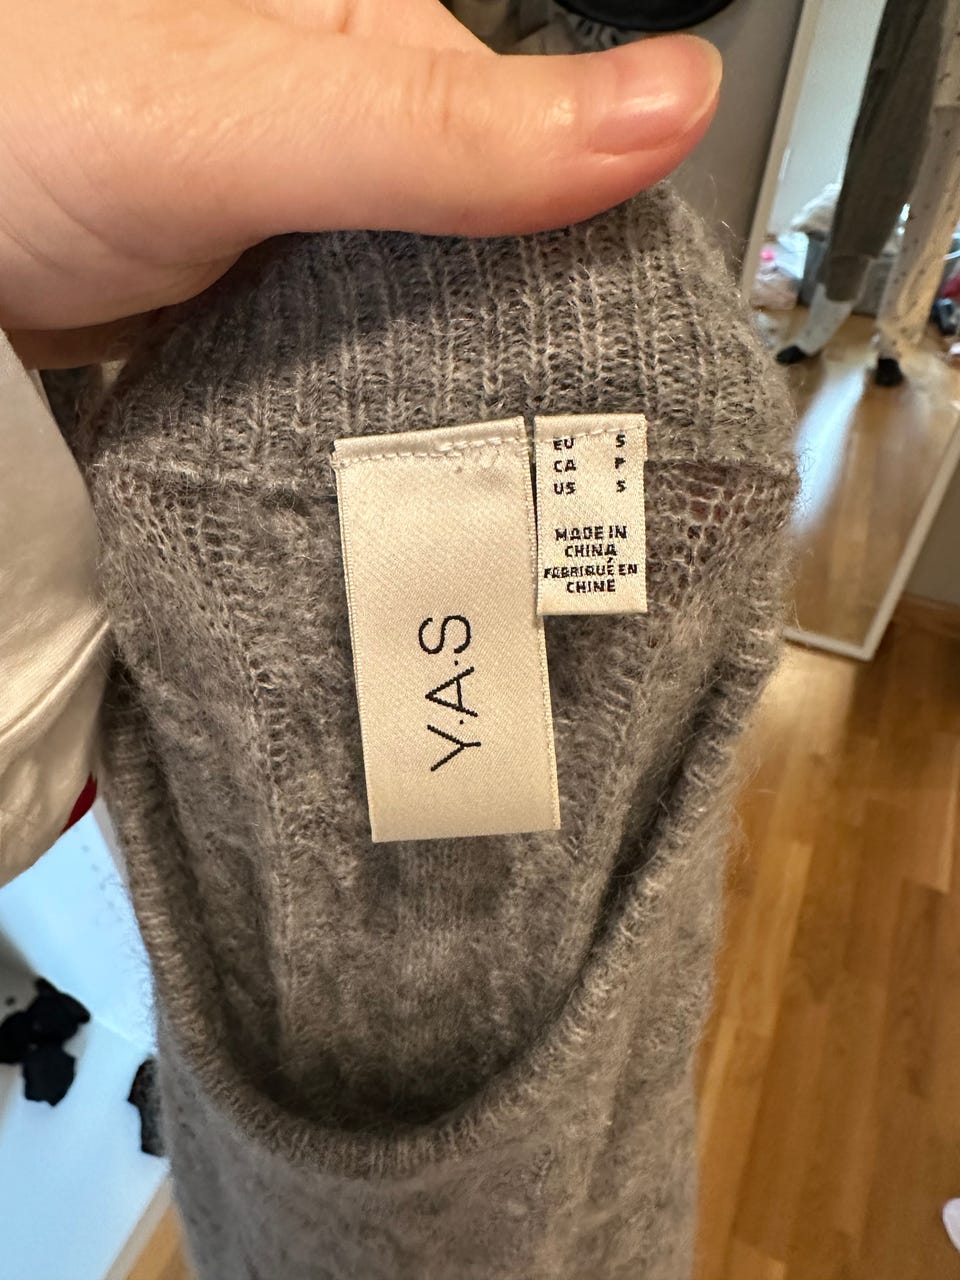 Y.A.S
EU S
CA P
US S
MADE IN
CHINA
FABRIQUÉ EN
CHINE